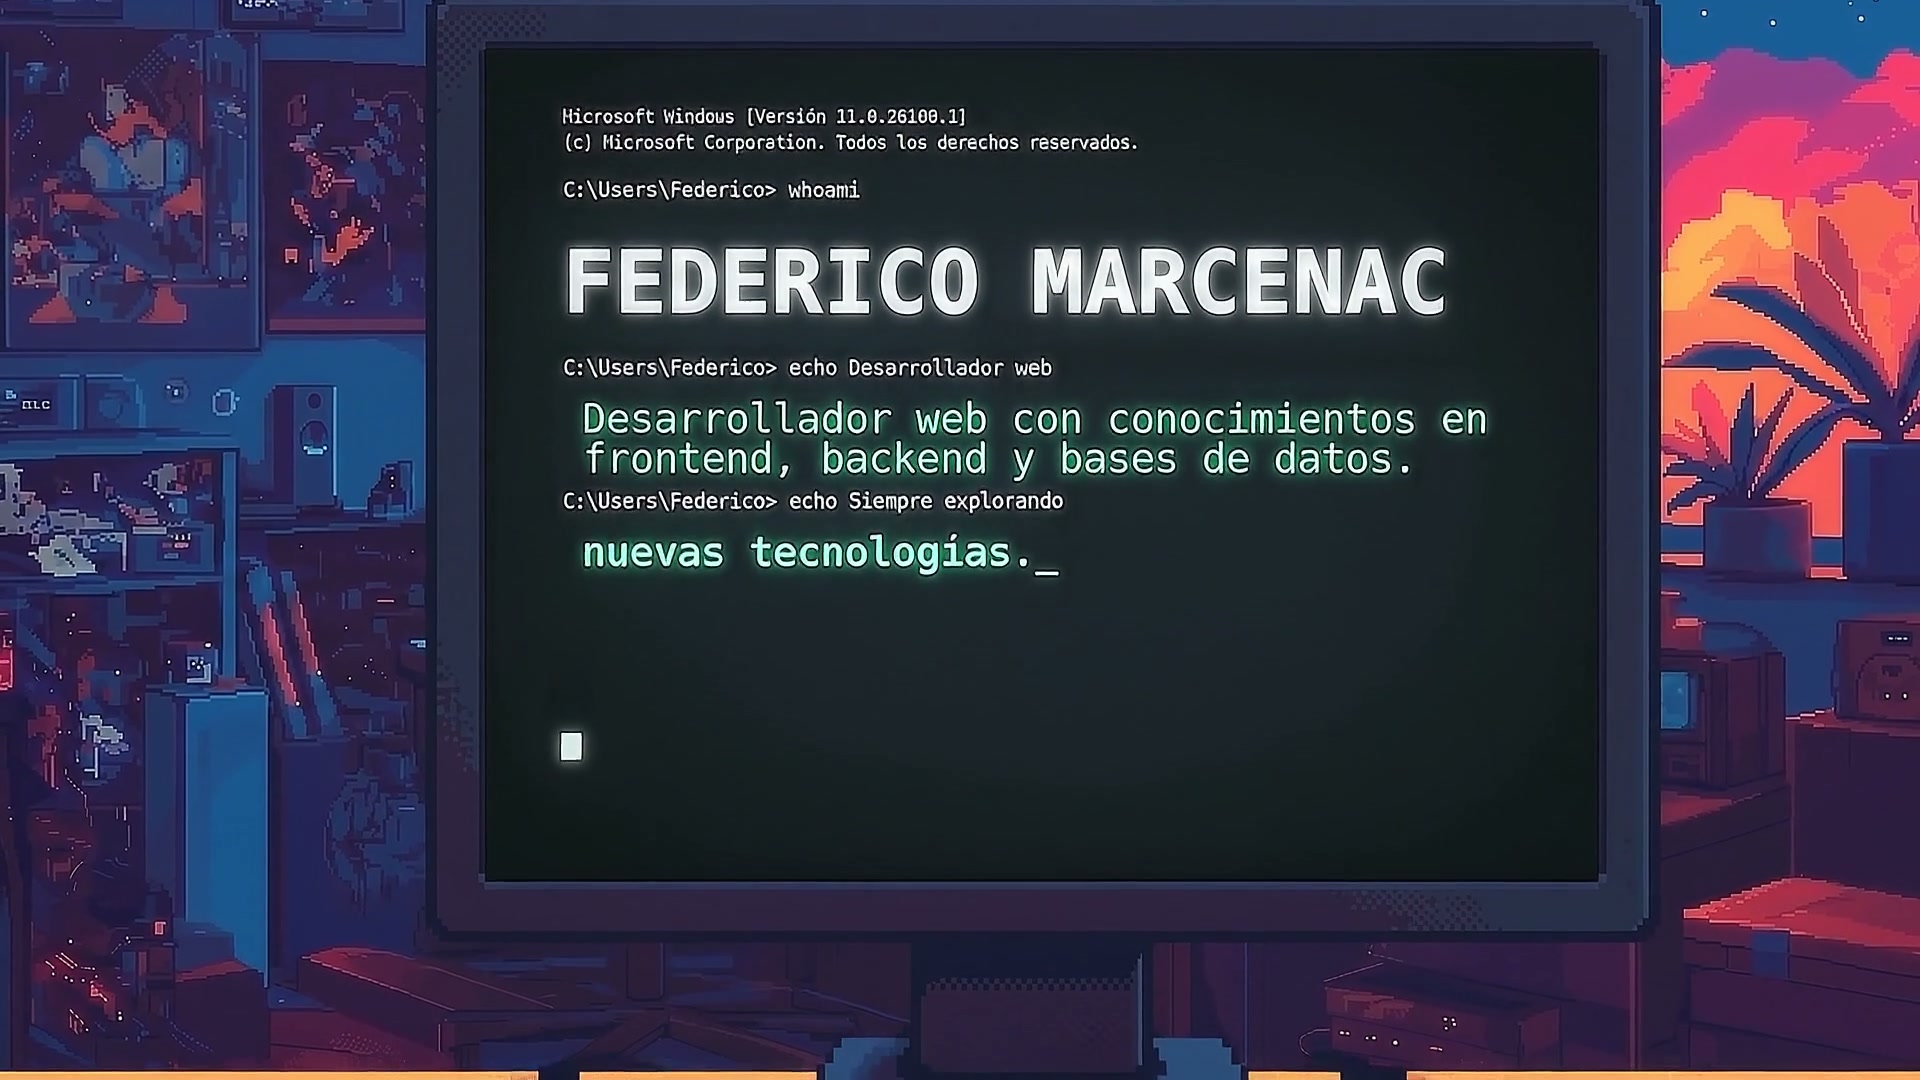 Microsoft Windows [Versión 11.0.26100.1]
(c) Microsoft Corporation. Todos los derechos reservados.
C:\Users\Federico> whoami
FEDERICO MARCENAC
C:\Users\Federico> echo Desarrollador web
Desarrollador web con conocimientos en
frontend, backend y bases de datos.
C:\Users\Federico> echo Siempre explorando
nuevas tecnologías._